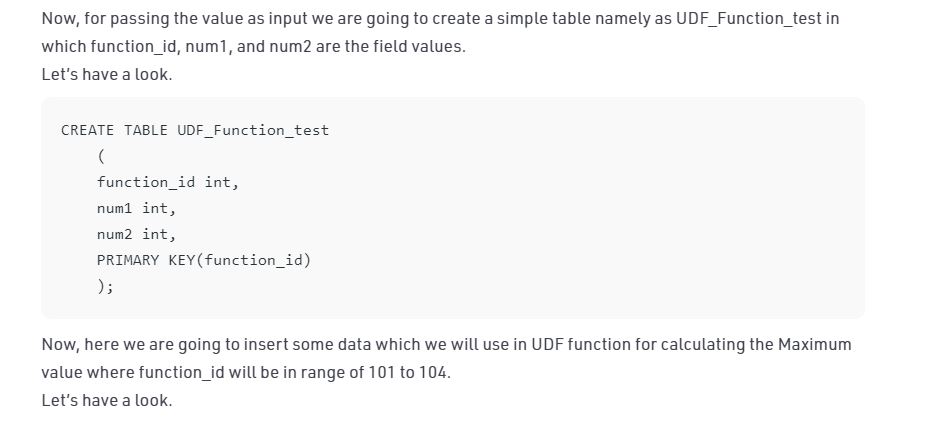 Now, for passing the value as input we are going to create a simple table namely as UDF_Function_test in
which function_id, num1, and num2 are the field values.
Let's have a look.
CREATE TABLE UDF_Function_test
(
function_id int,
num1 int,
num2 int,
PRIMARY KEY(function_id)
);
Now, here we are going to insert some data which we will use in UDF function for calculating the Maximum
value where function_id will be in range of 101 to 104.
Let's have a look.